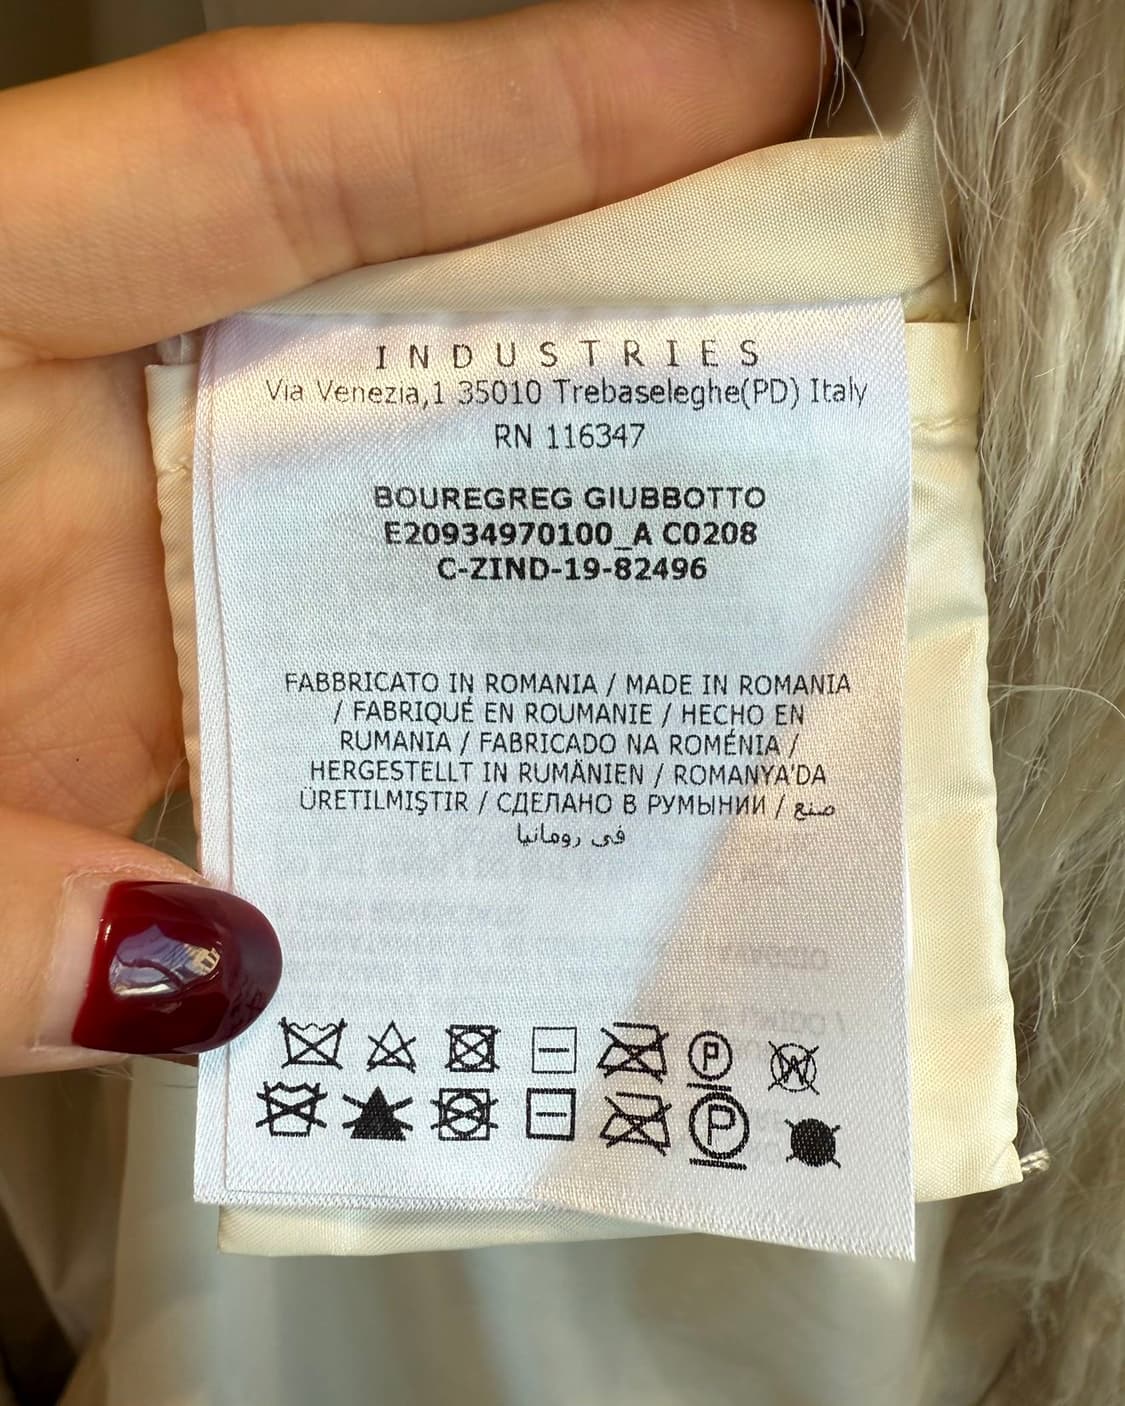 INDUSTRIES
Via Venezia,1 35010 Trebaseleghe(PD) Italy
RN 116347
BOUREGREG GIUBBOTTO
E20934970100_A C0208
C-ZIND-19-82496
FABBRICATO IN ROMANIA / MADE IN ROMANIA
/ FABRIQUÉ EN ROUMANIE / HECHO EN
RUMANIA / FABRICADO NA ROMÉNIA /
HERGESTELLT IN RUMÄNIEN / ROMANYA'DA
ÜRETILMIŞTIR / СДЕЛАНО В РУМЫНИИ / صنع
في رومانيا
P W
P